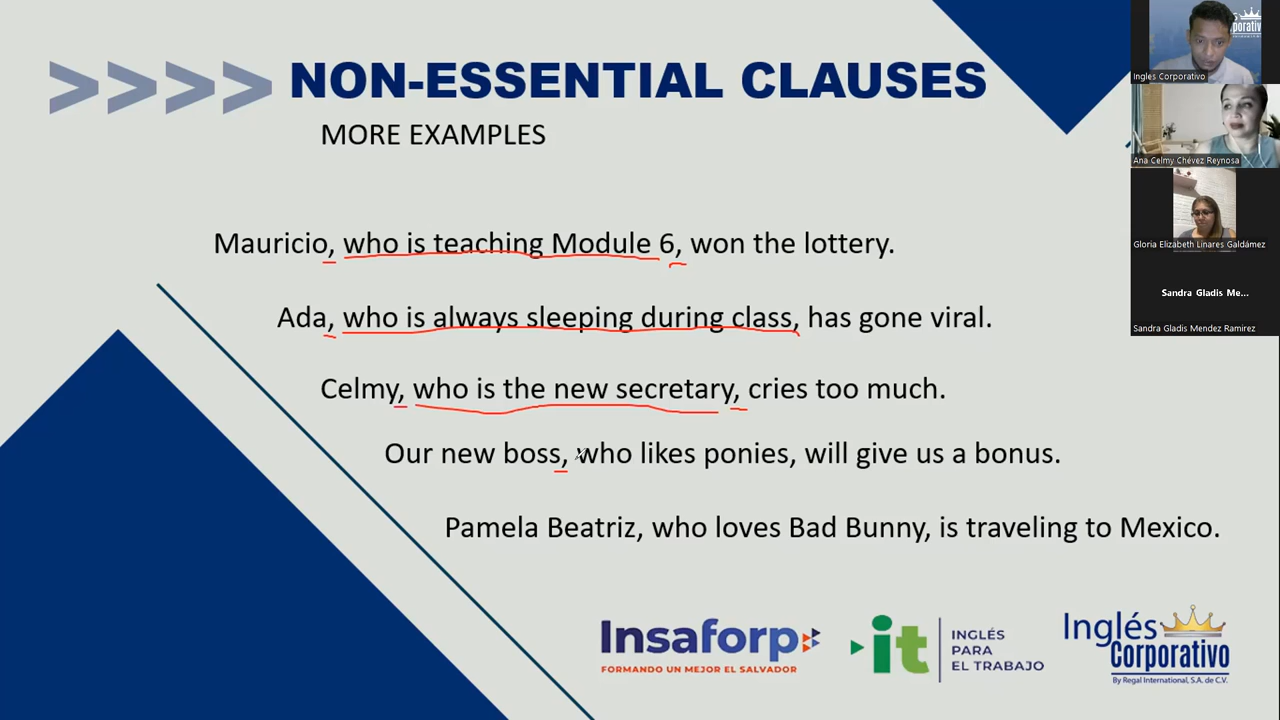 >>>> NON-ESSENTIAL CLAUSES
MORE EXAMPLES
Mauricio, who is teaching Module 6, won the lottery.
Ada, who is always sleeping during class, has gone viral.
Celmy, who is the new secretary, cries too much.
Our new boss, who likes ponies, will give us a bonus.
Pamela Beatriz, who loves Bad Bunny, is traveling to Mexico.
Insaforp
FORMANDO UN MEJOR EL SALVADOR
it
INGLÉS
PARA
EL TRABAJO
Inglés
Corporativo
By Regal International, S.A. de C.V.
Ingles Corporativo
Ana Celmy Chévez Reynosa
Gloria Elizabeth Linares Galdámez
Sandra Gladis Me...
Sandra Gladis Mendez Ramirez